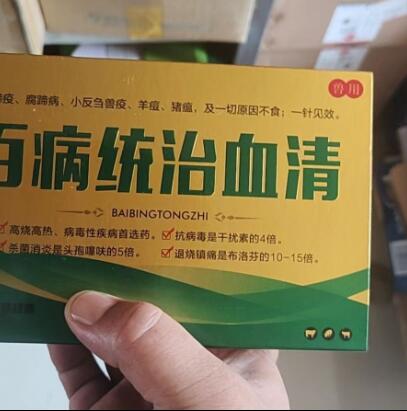 兽用
疫、腐蹄病、小反刍兽疫、羊痘、猪瘟,及一切原因不食;一针见效。
百病统治血清
BAIBINGTONGZHI
高烧高热、病毒性疾病首选药。 抗病毒是干扰素的4倍。
杀菌消炎是头孢噻呋的5倍。 退烧镇痛是布洛芬的10-15倍。